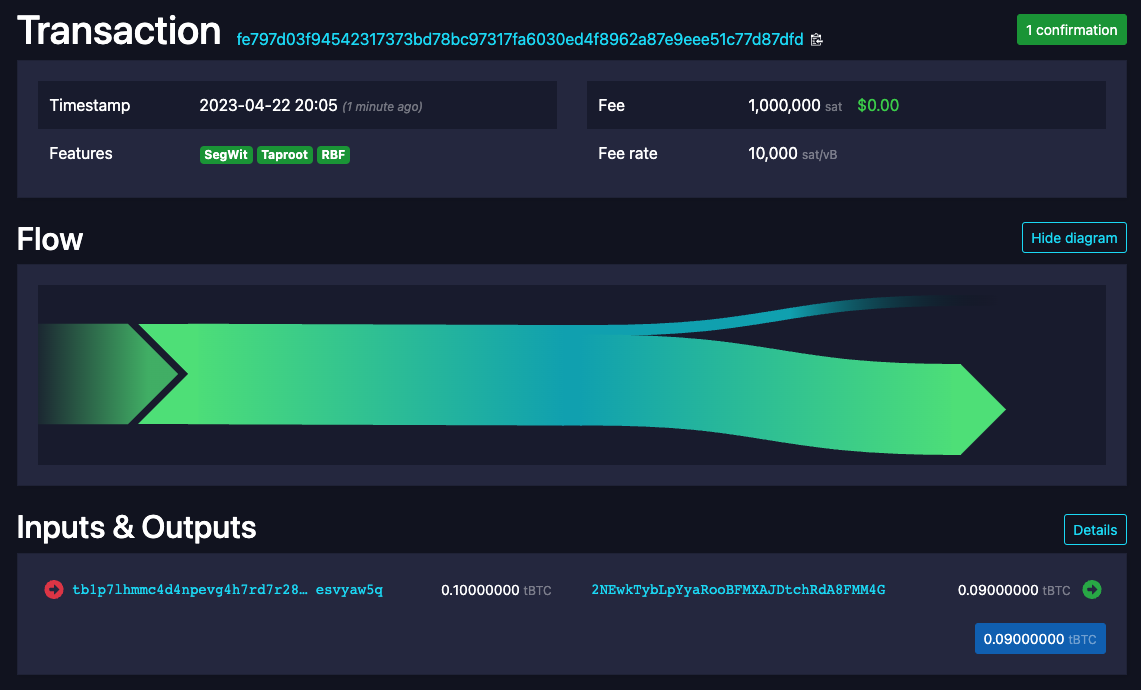 Transaction fe797d03f94542317373bd78bc97317fa6030ed4f8962a87e9eee51c77d87dfd 1 confirmation
Timestamp 2023-04-22 20:05 (1 minute ago) Fee 1,000,000 sat $0.00
Features SegWit Taproot RBF Fee rate 10,000 sat/vB
Flow Hide diagram
Inputs & Outputs Details
tb1p7lhmmc4d4npevg4h7rd7r28… esvyaw5q 0.10000000 tBTC 2NEwkTybLpYyaRooBFMXAJDtchRdA8FMM4G 0.09000000 tBTC
0.09000000 tBTC